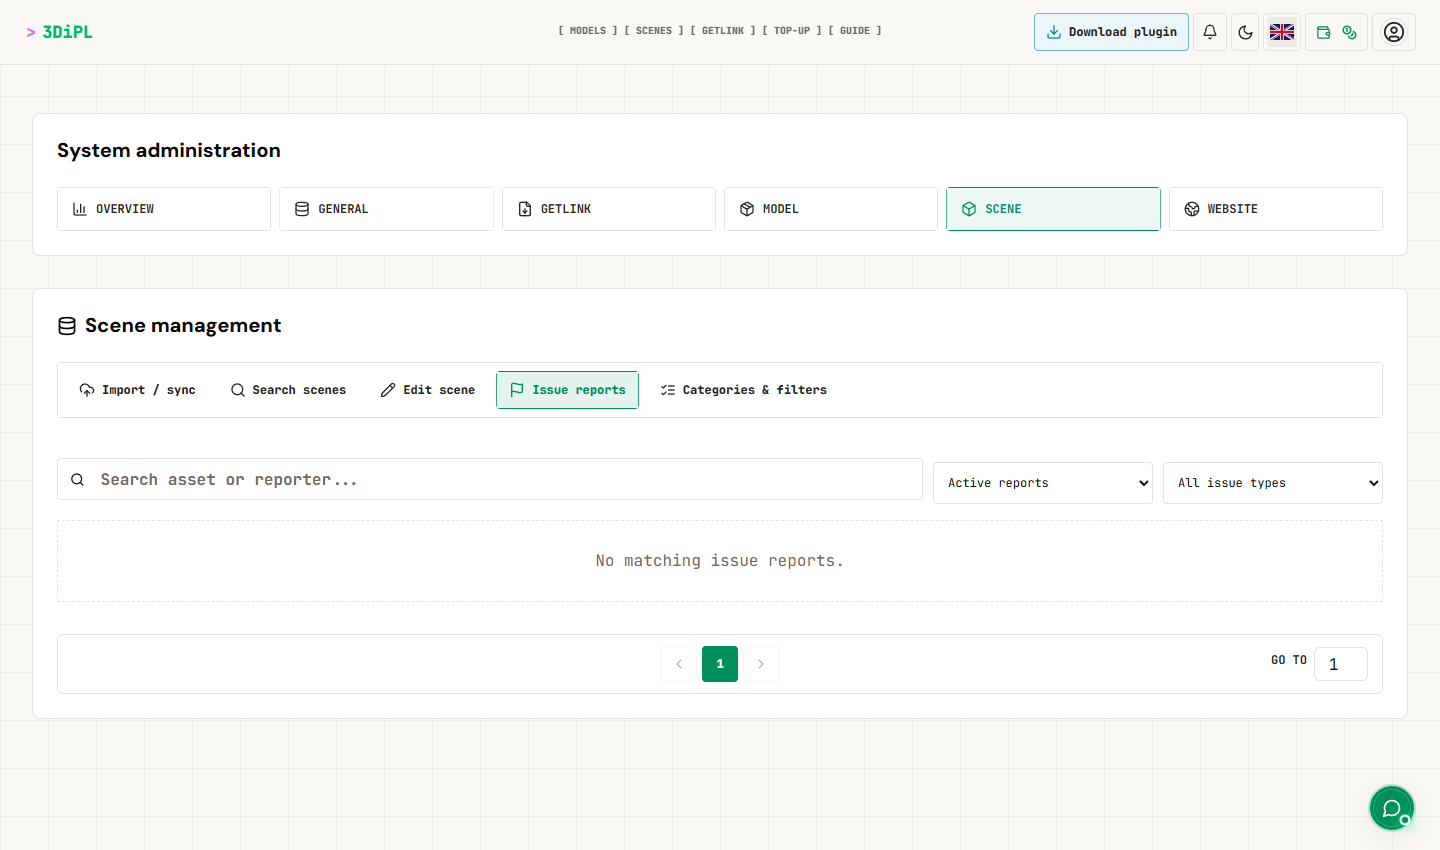 > 3DiPL
[ MODELS ] [ SCENES ] [ GETLINK ] [ TOP-UP ] [ GUIDE ]
Download plugin
System administration
OVERVIEW
GENERAL
GETLINK
MODEL
SCENE
WEBSITE
Scene management
Import / sync
Search scenes
Edit scene
Issue reports
Categories & filters
Search asset or reporter...
Active reports
All issue types
No matching issue reports.
1
GO TO
1